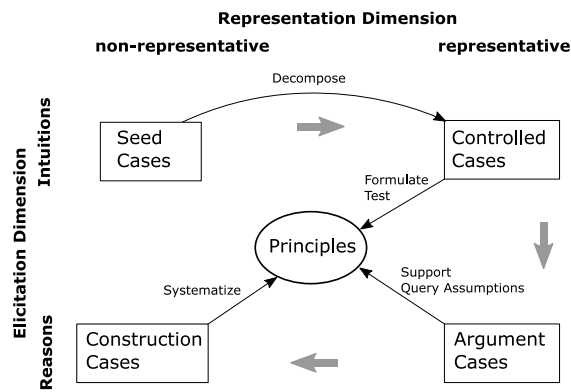 Representation Dimension
non-representative
representative
Elicitation Dimension
Intuitions
Reasons
Decompose
Seed
Cases
Controlled
Cases
Formulate
Test
Principles
Systematize
Support
Query Assumptions
Construction
Cases
Argument
Cases